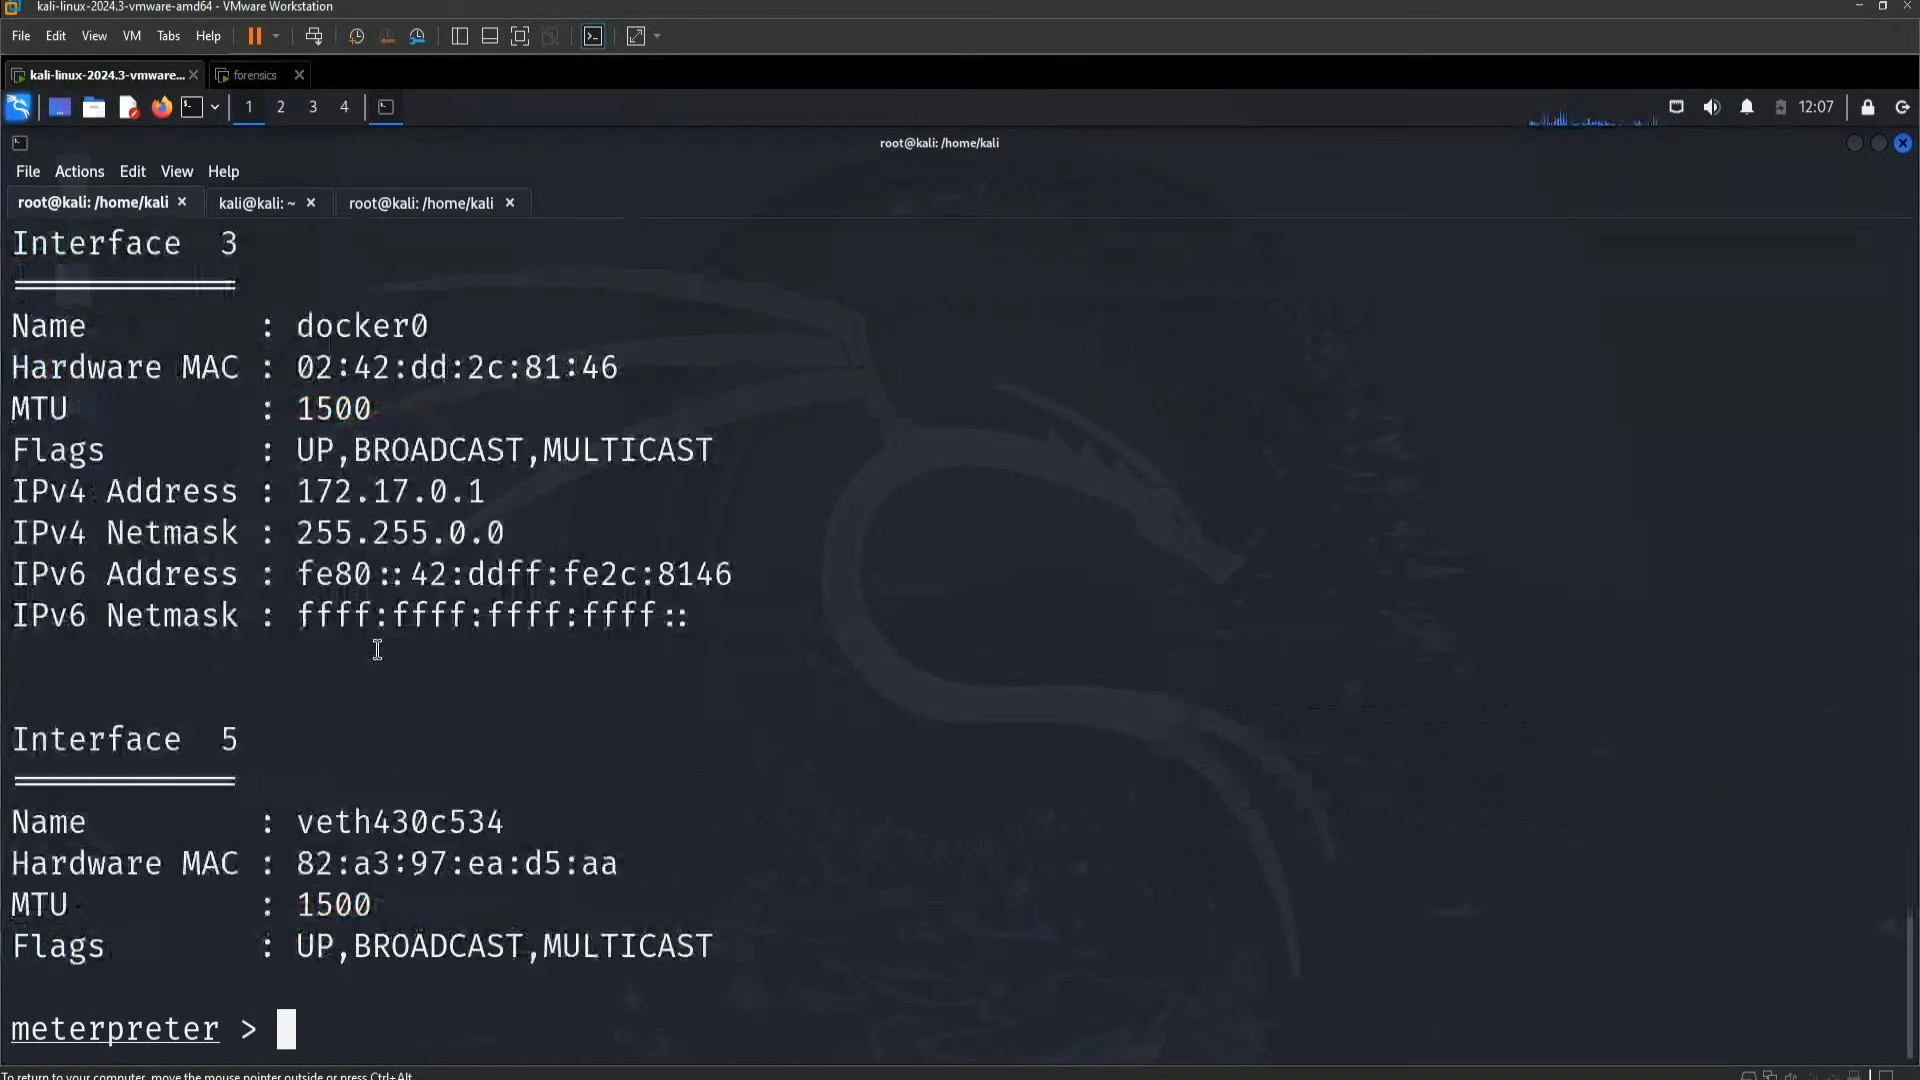 kali-linux-2024.3-vmware-amd64 - VMware Workstation
File Edit View VM Tabs Help
kali-linux-2024.3-vmware... forensics
1 2 3 4 12:07
root@kali: /home/kali
File Actions Edit View Help
root@kali: /home/kali kali@kali: ~ root@kali: /home/kali
Interface 3
============
Name : docker0
Hardware MAC : 02:42:dd:2c:81:46
MTU : 1500
Flags : UP,BROADCAST,MULTICAST
IPv4 Address : 172.17.0.1
IPv4 Netmask : 255.255.0.0
IPv6 Address : fe80::42:ddff:fe2c:8146
IPv6 Netmask : ffff:ffff:ffff:ffff::
Interface 5
============
Name : veth430c534
Hardware MAC : 82:a3:97:ea:d5:aa
MTU : 1500
Flags : UP,BROADCAST,MULTICAST
meterpreter >
To return to your computer, move the mouse pointer outside or press Ctrl+Alt.